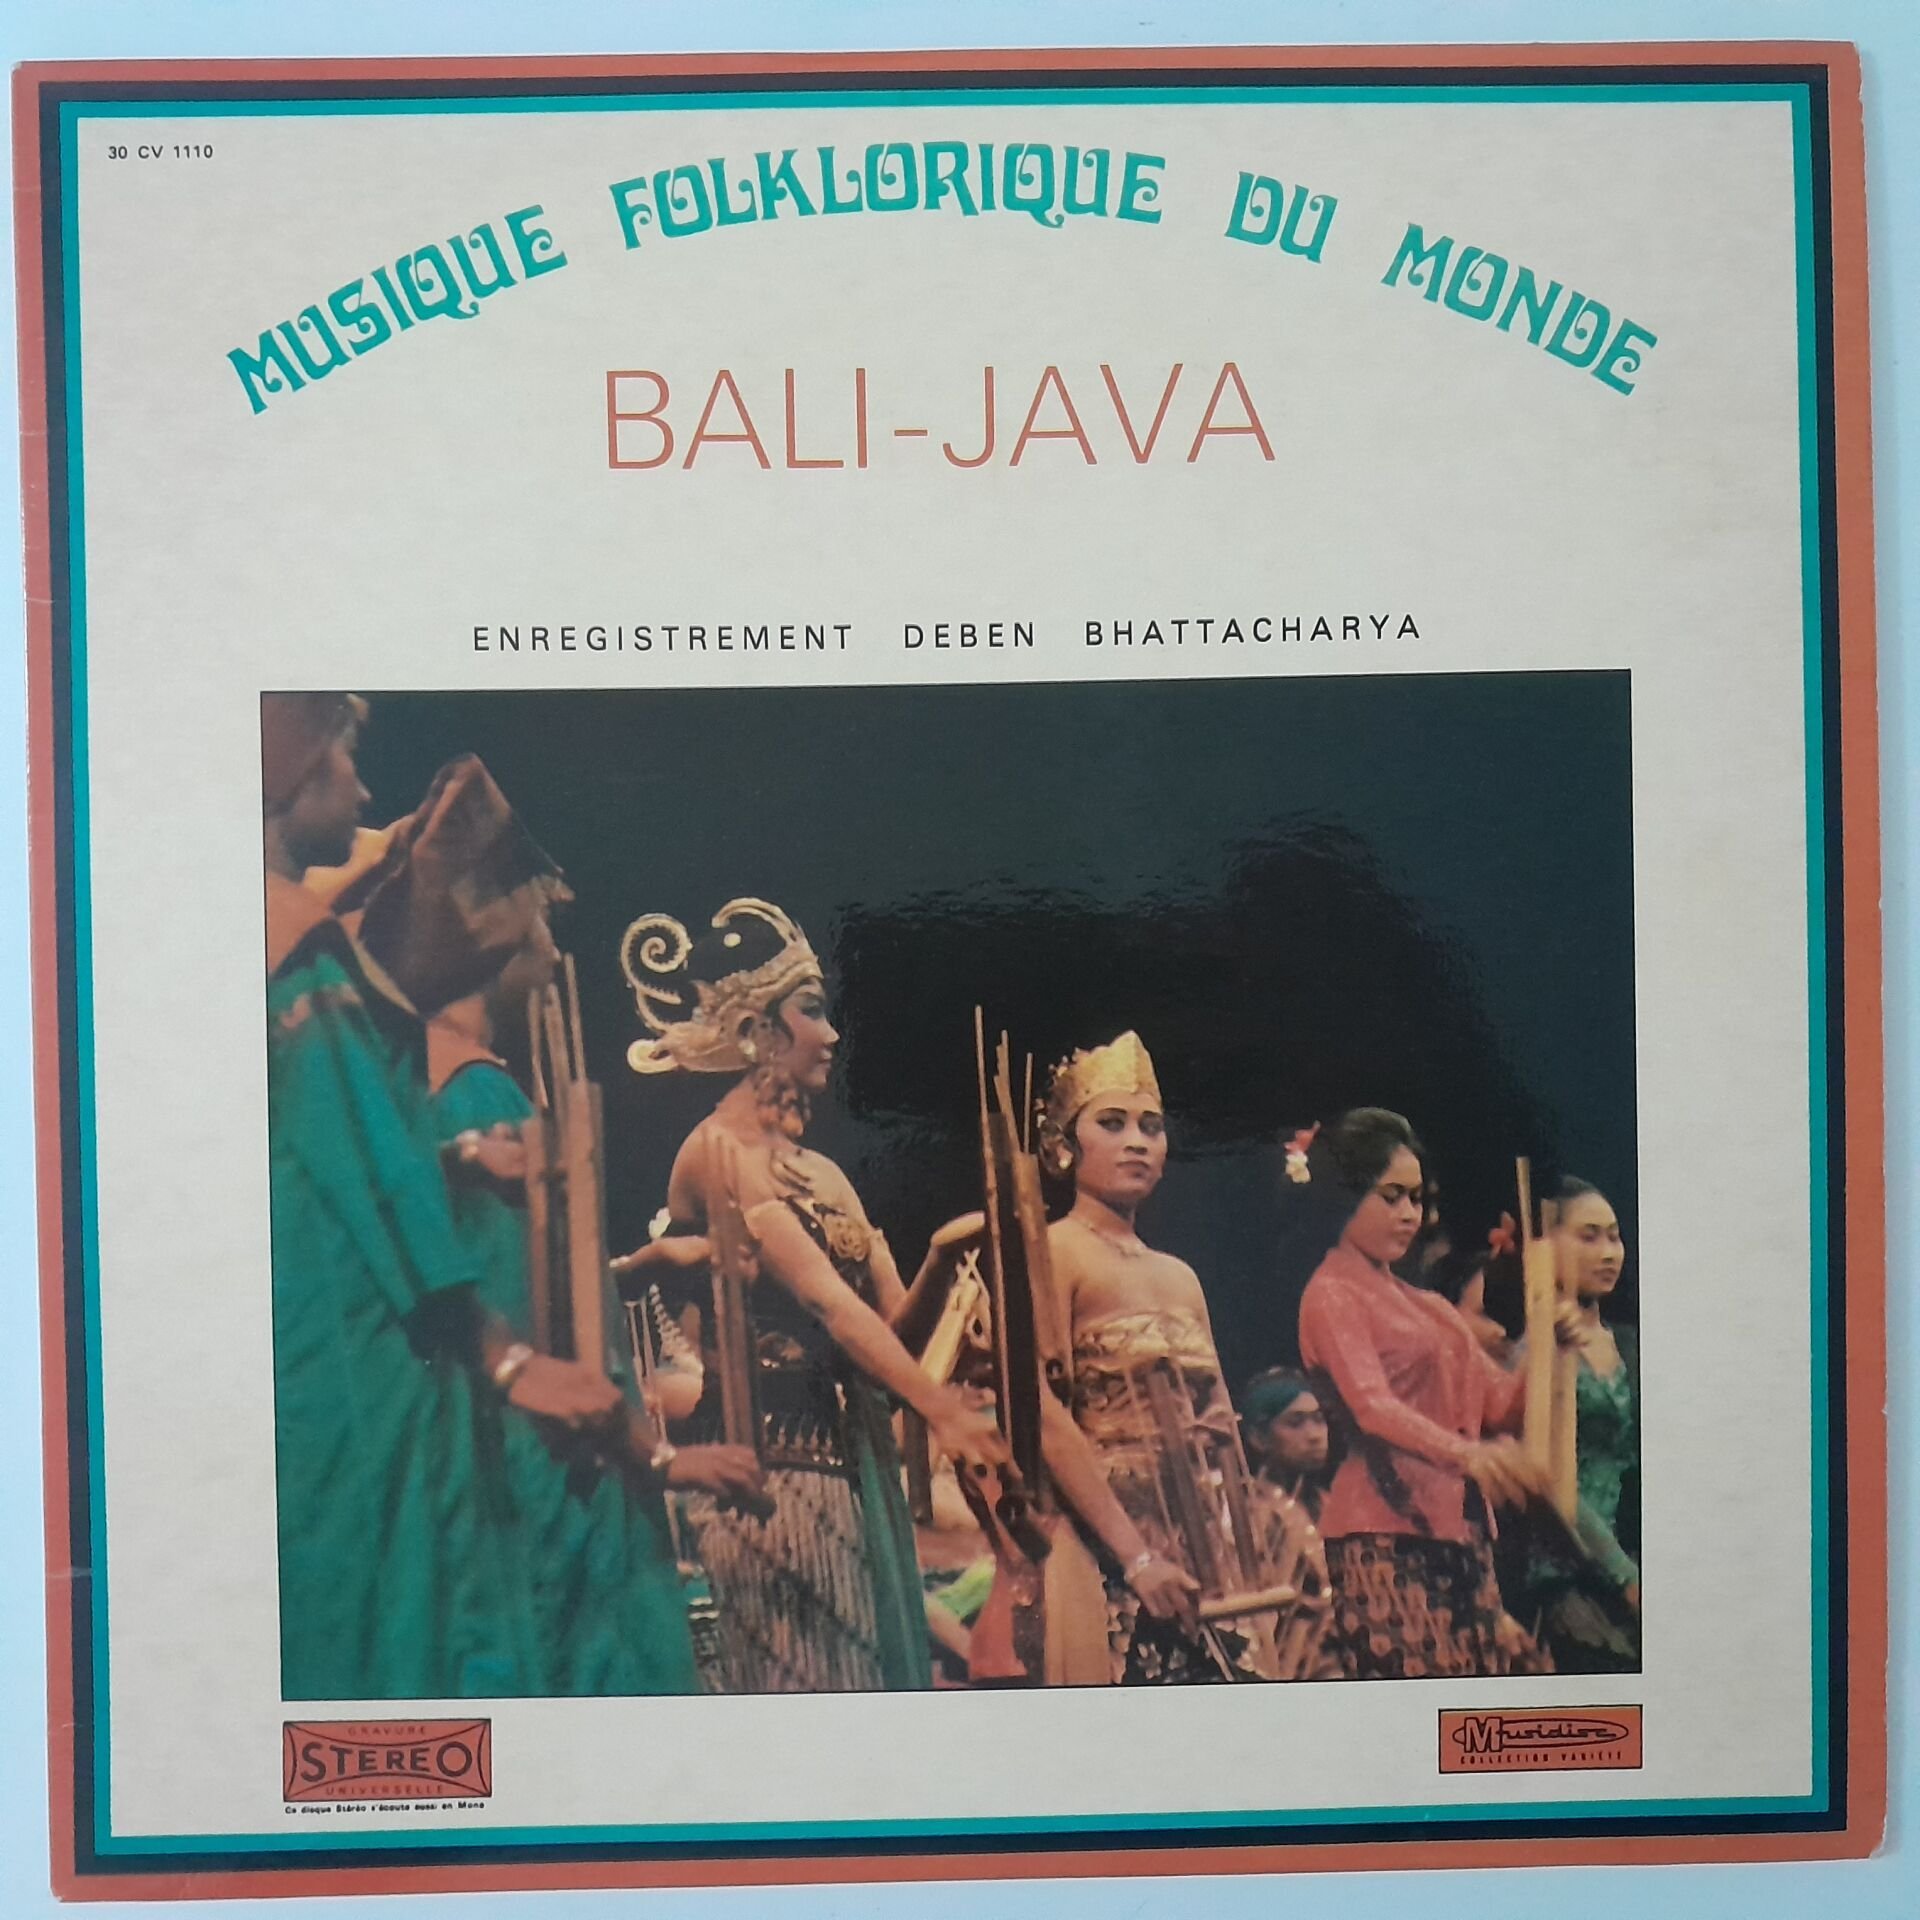 30 CV 1110
MUSIQUE FOLKLORIQUE DU MONDE
BALI-JAVA
ENREGISTREMENT DEBEN BHATTACHARYA
GRAVURE
STEREO
UNIVERSELLE
Ce disque Stéréo s'écoute aussi en Mono
Musidisc
COLLECTION VARIÉTÉ